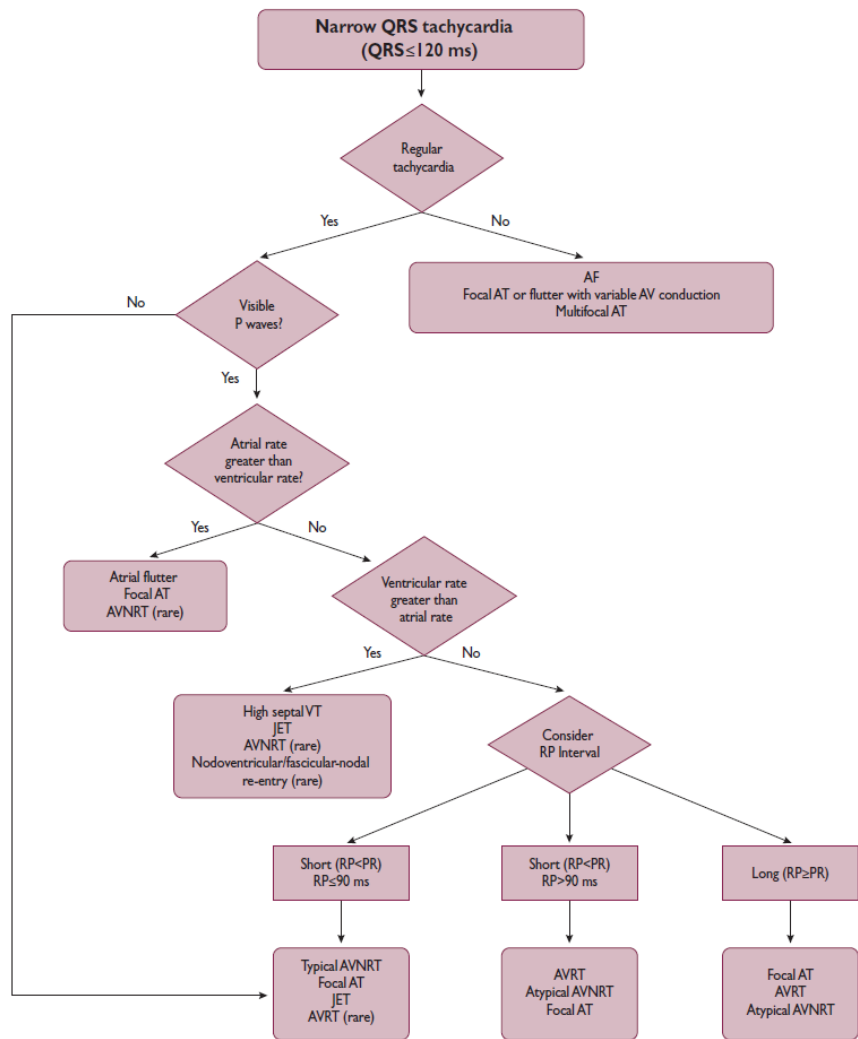 Narrow QRS tachycardia
(QRS≤120 ms)
Regular
tachycardia
Yes
No
AF
Focal AT or flutter with variable AV conduction
Multifocal AT
No
Visible
P waves?
Yes
Atrial rate
greater than
ventricular rate?
Yes
No
Atrial flutter
Focal AT
AVNRT (rare)
Ventricular rate
greater than
atrial rate
Yes
No
High septal VT
JET
AVNRT (rare)
Nodoventricular/fascicular-nodal
re-entry (rare)
Consider
RP Interval
Short (RP<PR)
RP≤90 ms
Short (RP<PR)
RP>90 ms
Long (RP≥PR)
Typical AVNRT
Focal AT
JET
AVRT (rare)
AVRT
Atypical AVNRT
Focal AT
Focal AT
AVRT
Atypical AVNRT